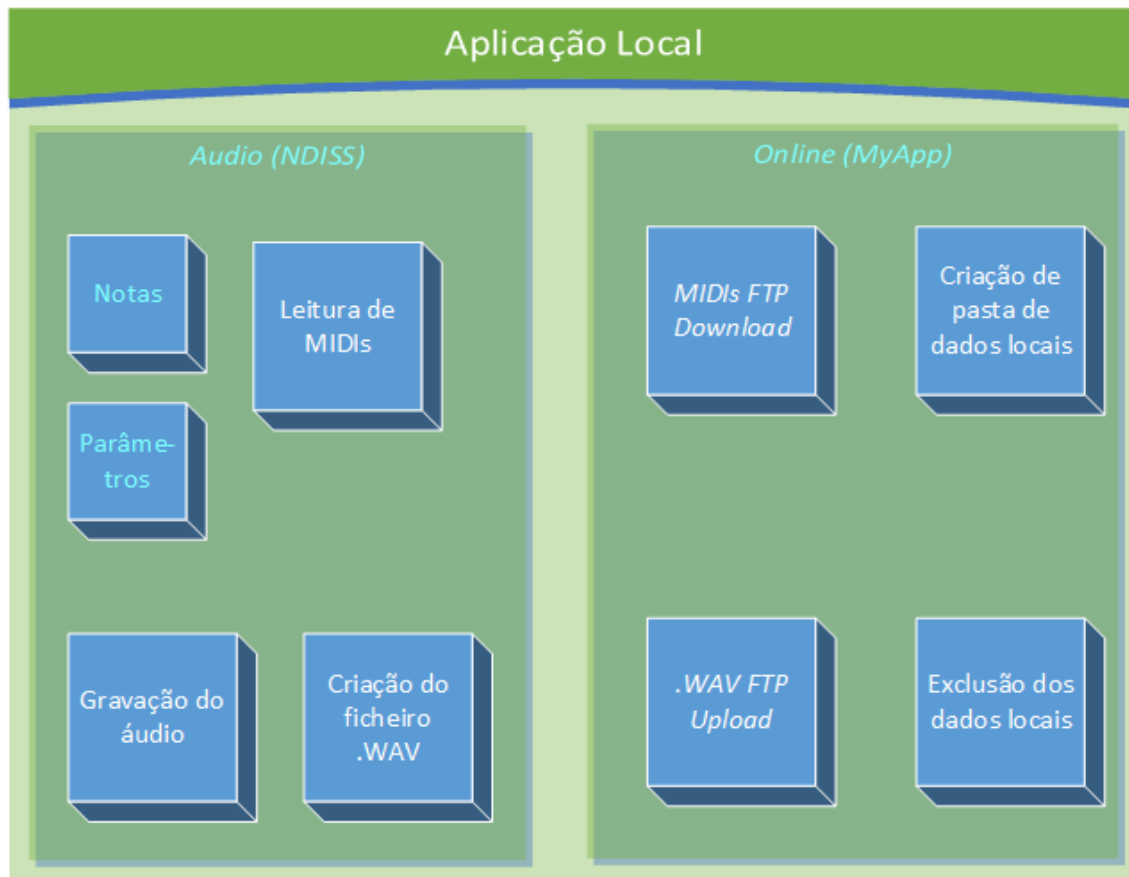 Aplicação Local
Audio (NDISS)
Notas
Leitura de
MIDIs
Parâme-
tros
Gravação do
áudio
Criação do
ficheiro
.WAV
Online (MyApp)
MIDIs FTP
Download
Criação de
pasta de
dados locais
.WAV FTP
Upload
Exclusão dos
dados locais